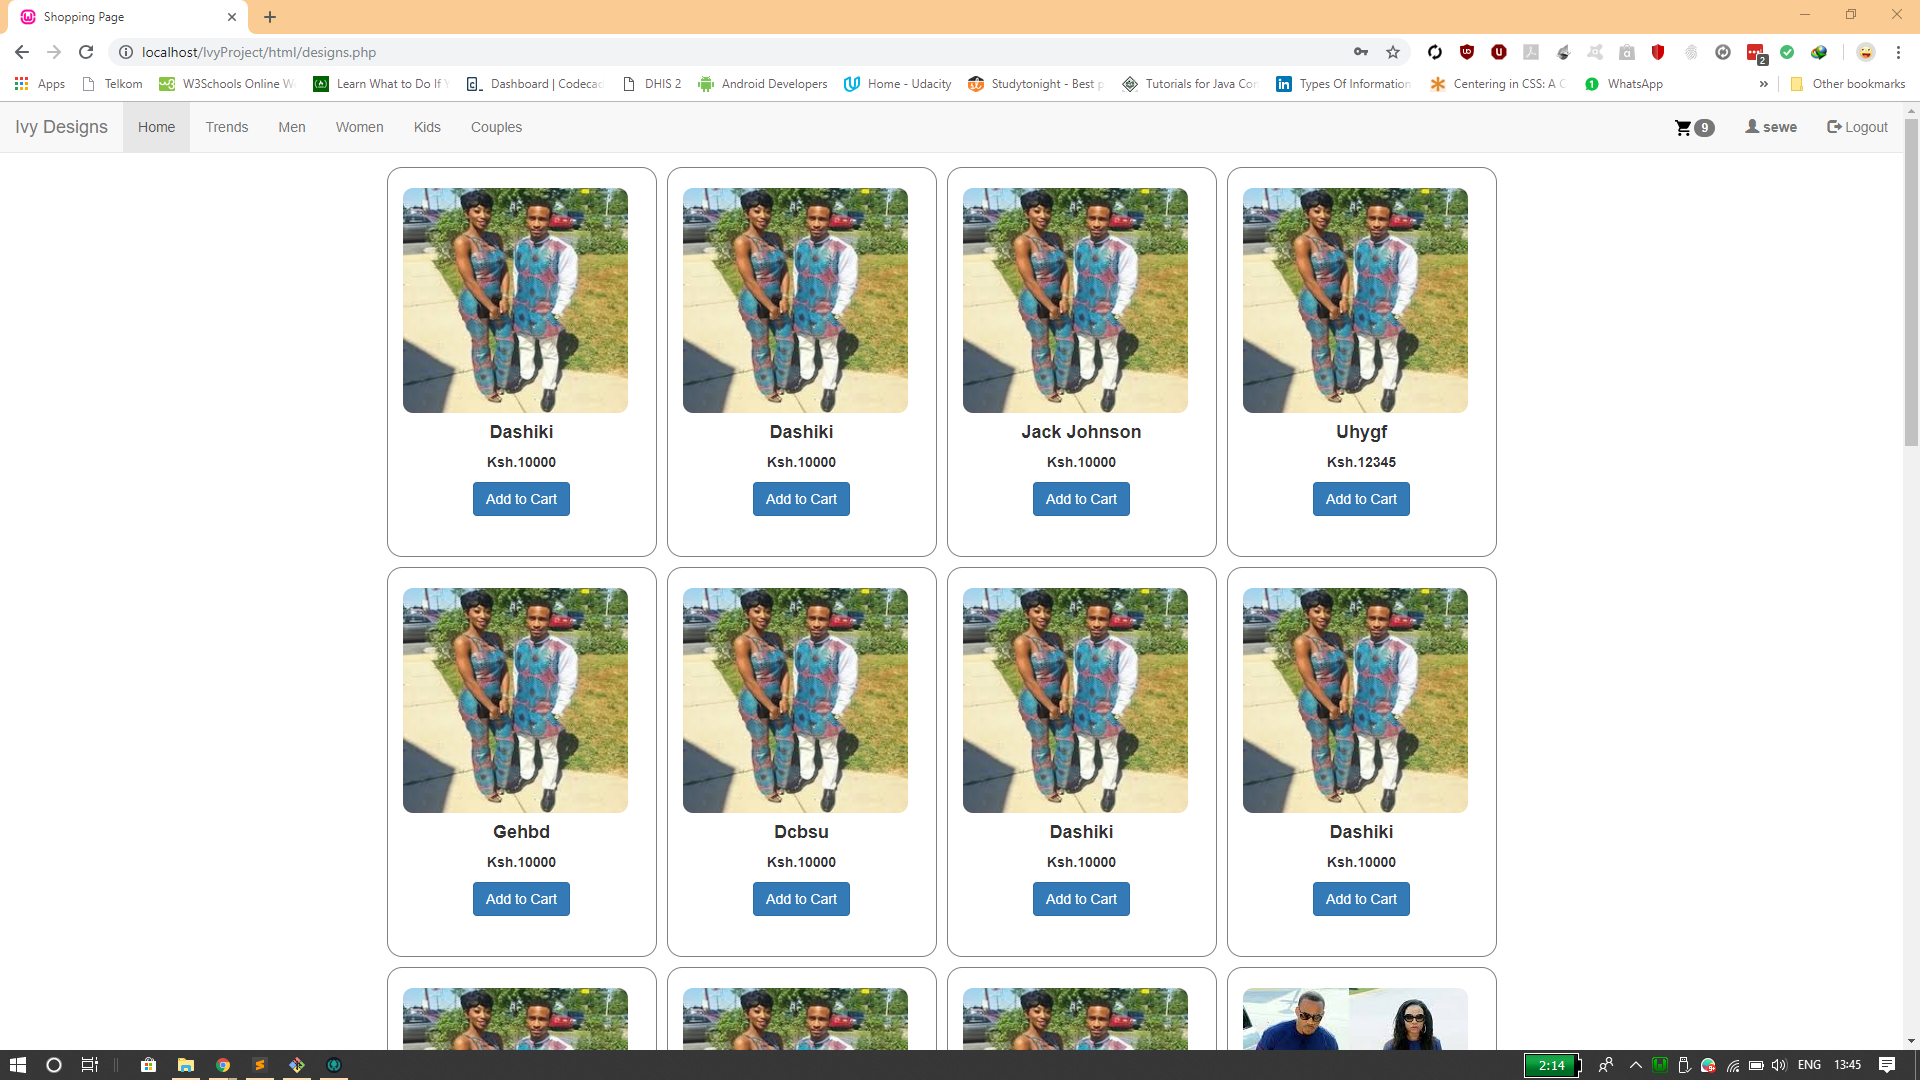 Shopping Page
localhost/IvyProject/html/designs.php
2
Apps
Telkom
W3Schools Online W
Learn What to Do If Y
Dashboard | Codecac
DHIS 2
Android Developers
Home - Udacity
Studytonight - Best p
Tutorials for Java Con
Types Of Information
Centering in CSS: A C
WhatsApp
»
Other bookmarks
Ivy Designs
Home
Trends
Men
Women
Kids
Couples
9
sewe
Logout
Dashiki
Dashiki
Jack Johnson
Uhygf
Ksh.10000
Ksh.10000
Ksh.10000
Ksh.12345
Add to Cart
Add to Cart
Add to Cart
Add to Cart
Gehbd
Dcbsu
Dashiki
Dashiki
Ksh.10000
Ksh.10000
Ksh.10000
Ksh.10000
Add to Cart
Add to Cart
Add to Cart
Add to Cart
2:14
ENG
13:45